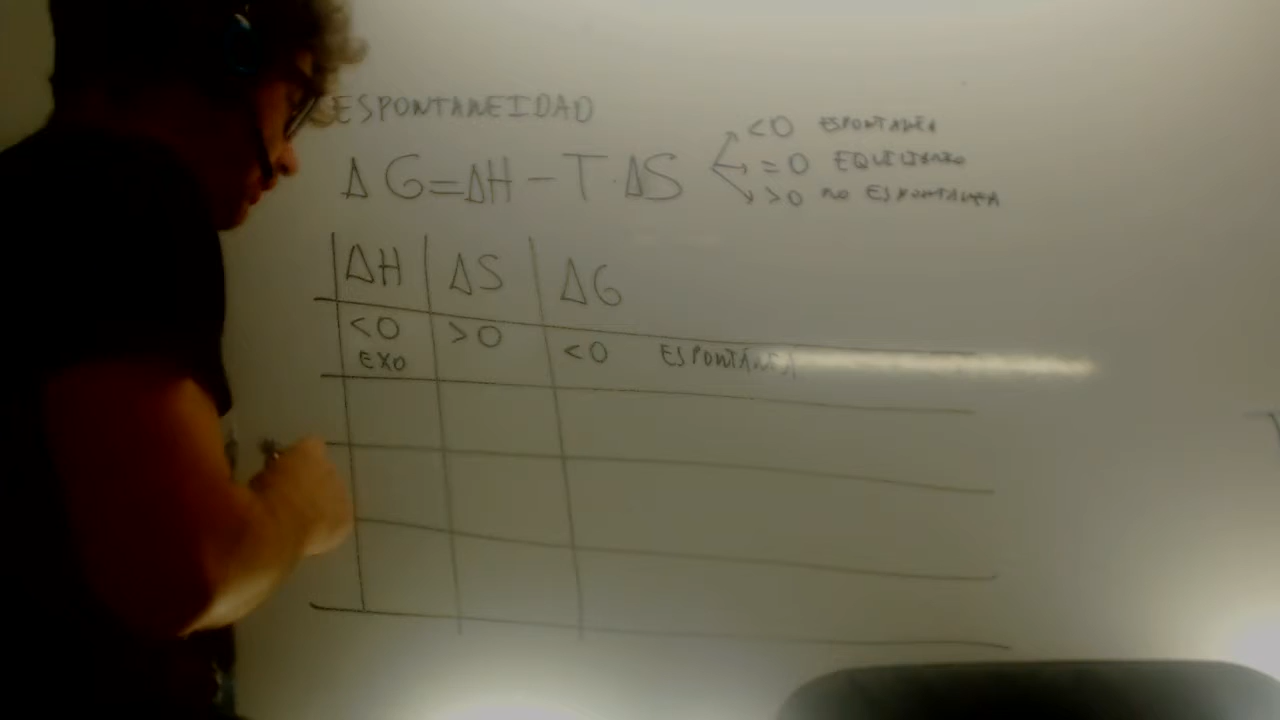 ESPONTANEIDAD
ΔG=ΔH-T·ΔS
<0 ESPONTANEA
=0 EQUILIBRIO
>0 no ESPONTANEA
ΔH ΔS ΔG
<0 >0 <0 ESPONTÁNEA
EXO